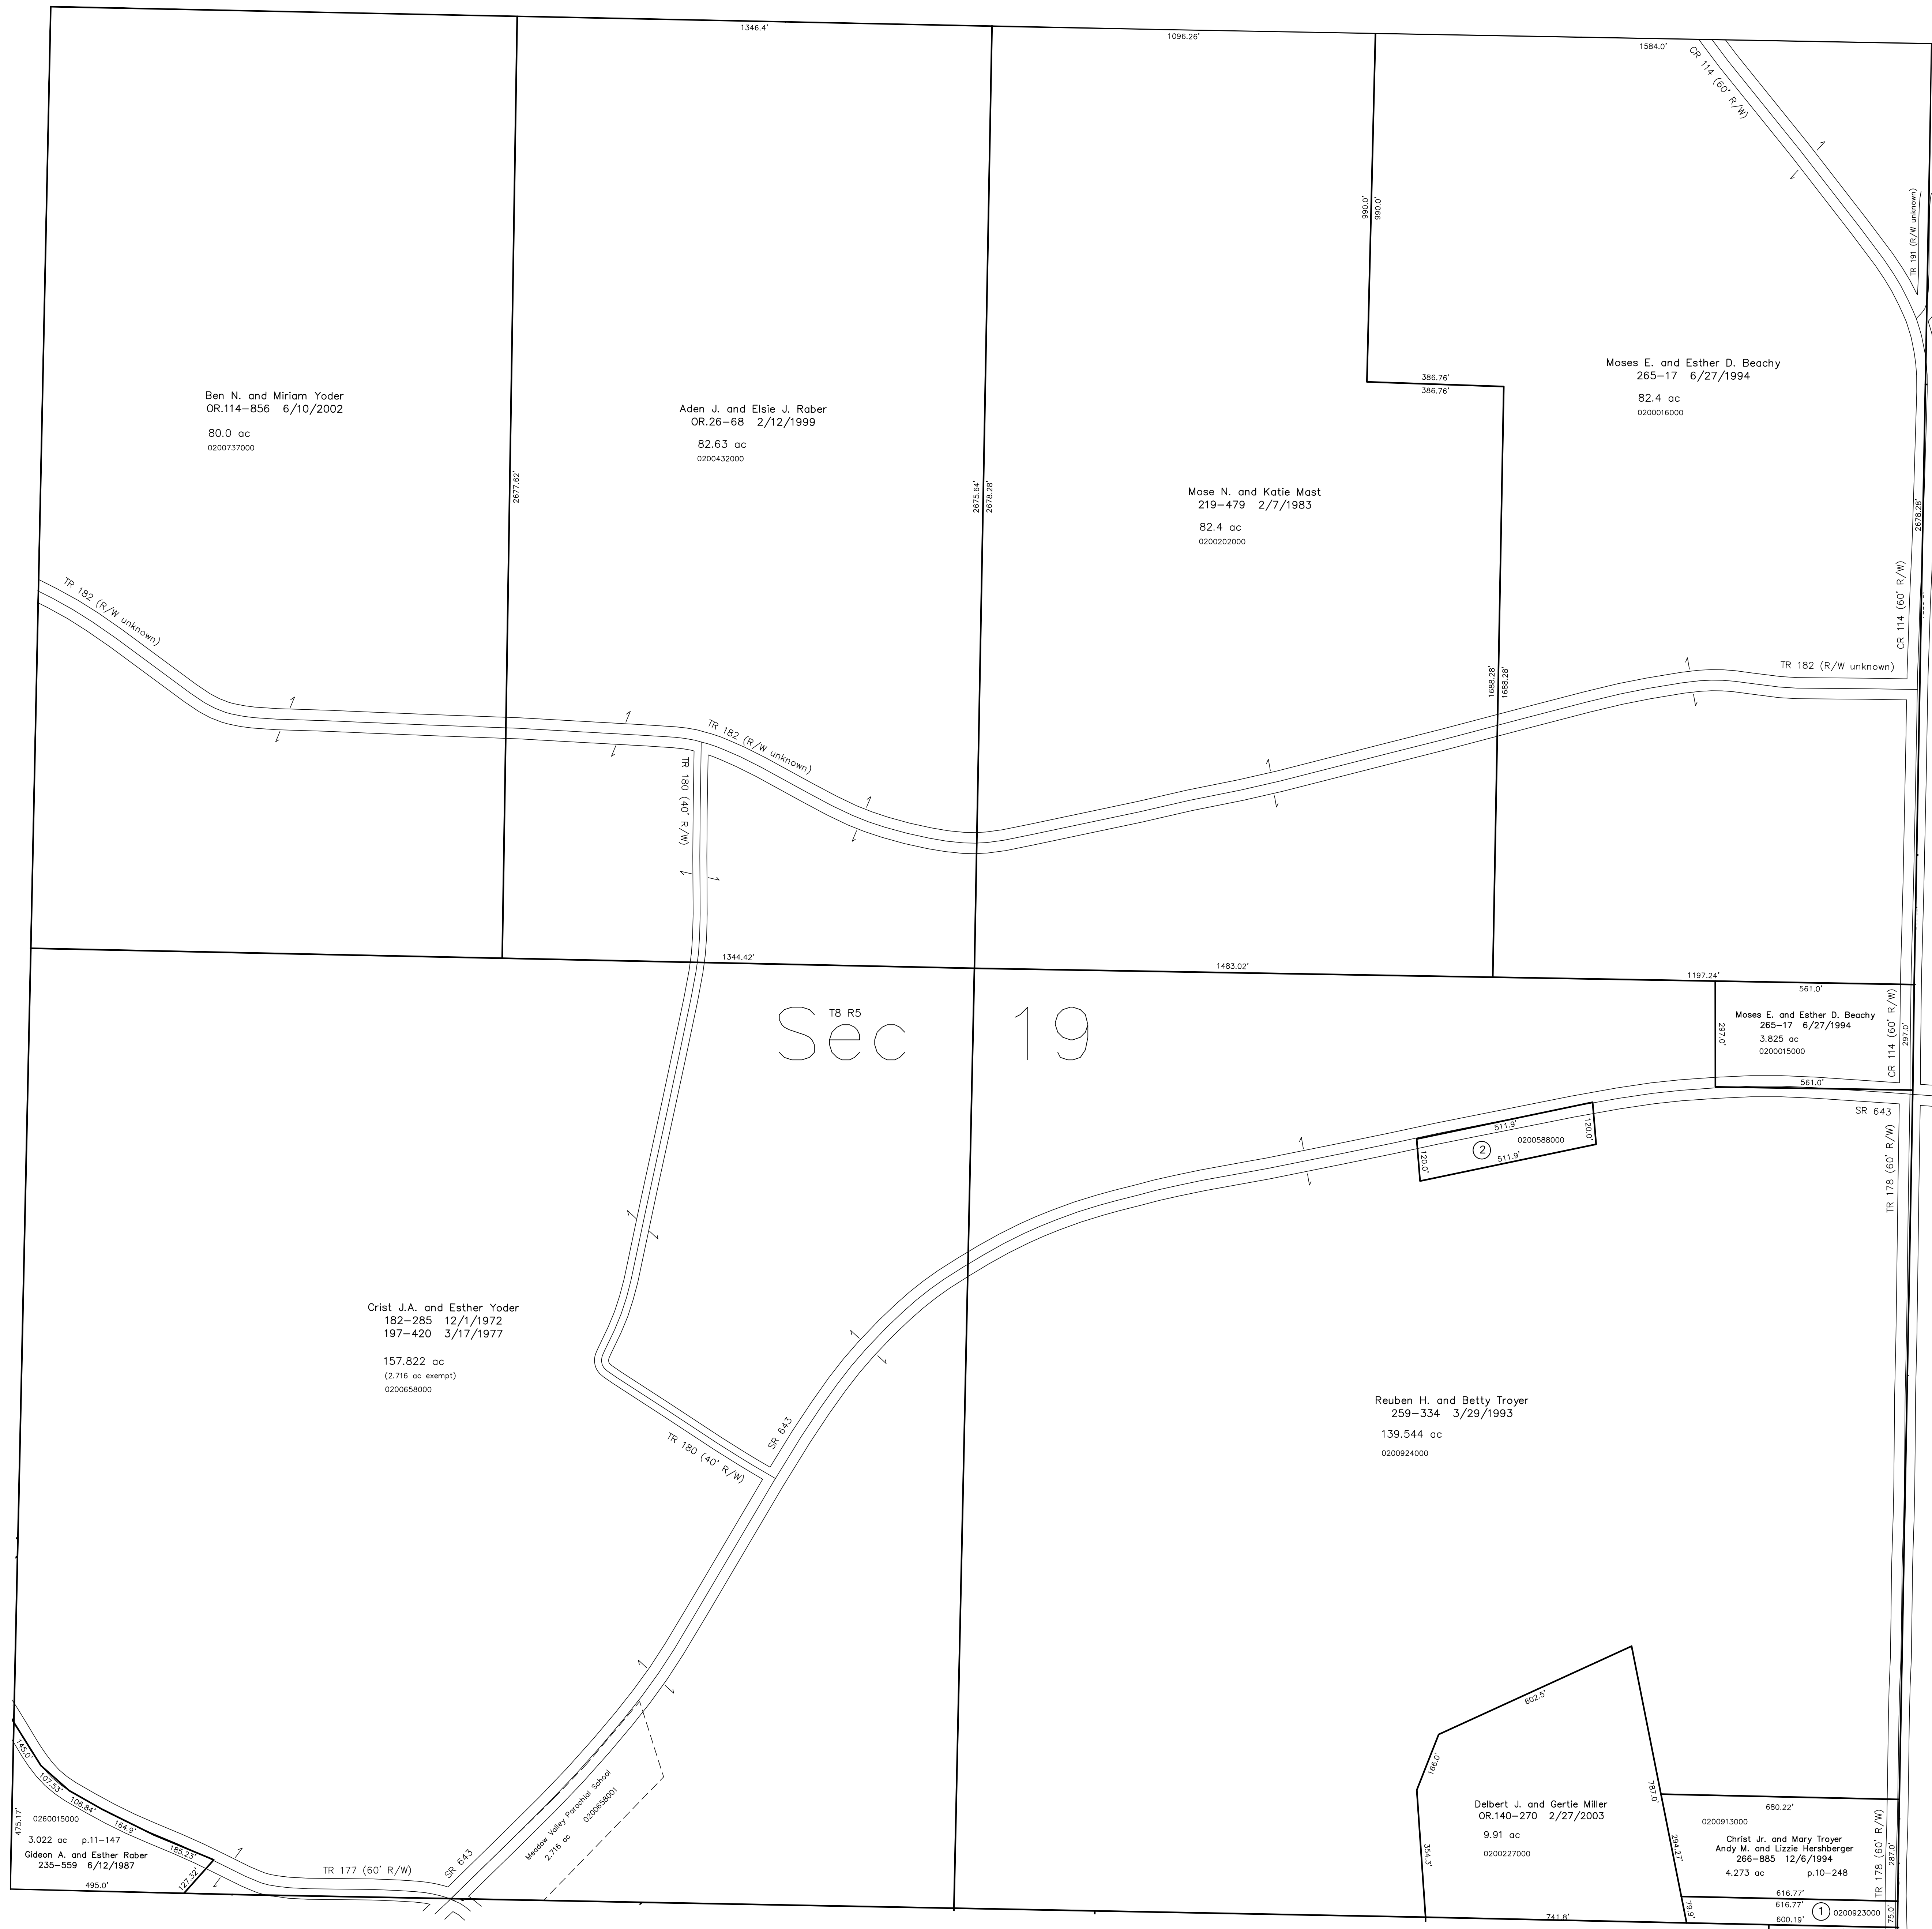 1346.4'
1096.26'
1584.0'
CR 114 (60' R/W)
TR 191 (R/W unknown)
990.0'
990.0'
386.76'
386.76'
Ben N. and Miriam Yoder
OR.114-856 6/10/2002
80.0 ac
0200737000
Aden J. and Elsie J. Raber
OR.26-68 2/12/1999
82.63 ac
0200432000
Mose N. and Katie Mast
219-479 2/7/1983
82.4 ac
0200202000
Moses E. and Esther D. Beachy
265-17 6/27/1994
82.4 ac
0200016000
2677.62'
2675.64'
2678.28'
2678.28'
CR 114 (60' R/W)
TR 182 (R/W unknown)
TR 182 (R/W unknown)
TR 182 (R/W unknown)
1688.28'
1688.28'
TR 180 (40' R/W)
1344.42'
1483.02'
1197.24'
T8 R5
Sec 19
561.0'
Moses E. and Esther D. Beachy
265-17 6/27/1994
3.825 ac
0200015000
297.0'
297.0'
CR 114 (60' R/W)
561.0'
SR 643
TR 178 (60' R/W)
511.9'
120.0'
2
0200588000
511.9'
120.0'
Crist J.A. and Esther Yoder
182-285 12/1/1972
197-420 3/17/1977
157.822 ac
(2.716 ac exempt)
0200658000
SR 643
TR 180 (40' R/W)
Reuben H. and Betty Troyer
259-334 3/29/1993
139.544 ac
0200924000
145.0'
107.53'
106.84'
164.9'
185.23'
127.32'
475.17'
0260015000
3.022 ac p.11-147
Gideon A. and Esther Raber
235-559 6/12/1987
495.0'
TR 177 (60' R/W)
SR 643
Meadow Valley Parochial School
2.716 ac 0200658001
602.5'
166.0'
354.3'
787.0'
Delbert J. and Gertie Miller
OR.140-270 2/27/2003
9.91 ac
0200227000
741.8'
680.22'
0200913000
Christ Jr. and Mary Troyer
Andy M. and Lizzie Hershberger
266-885 12/6/1994
4.273 ac p.10-248
294.27'
287.0'
TR 178 (60' R/W)
616.77'
616.77'
600.19'
79.9'
1
0200923000
75.0'